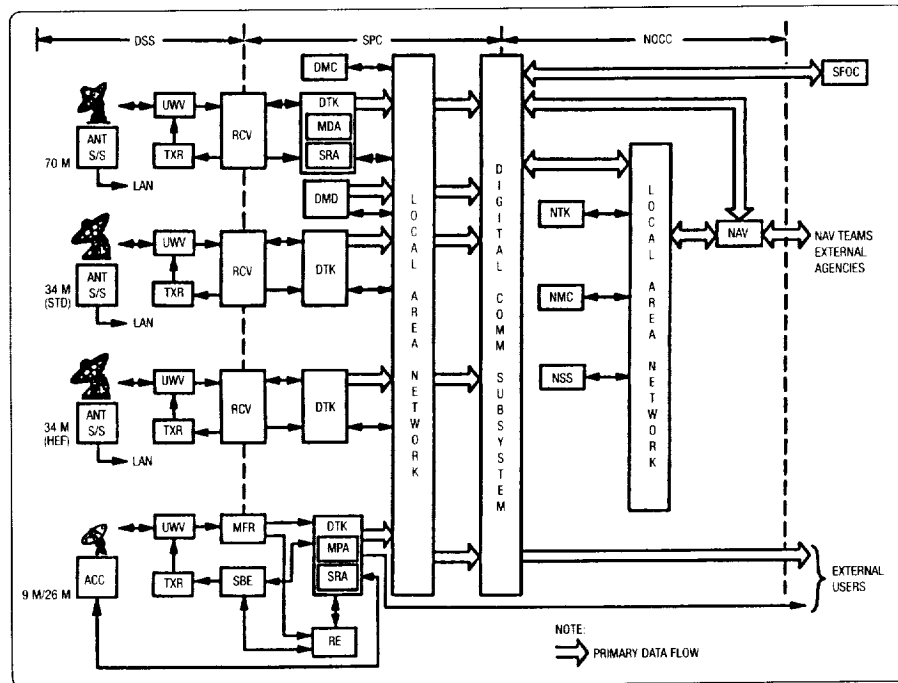 DSS
SPC
NOCC
DMC
SFOC
UWV
RCV
DTK
MDA
SRA
TXR
ANT
S/S
70 M
LAN
DMD
NTK
NAV
NAV TEAMS
EXTERNAL
AGENCIES
UWV
RCV
DTK
TXR
ANT
S/S
34 M
(STD)
LAN
NMC
NSS
UWV
RCV
DTK
TXR
ANT
S/S
34 M
(HEF)
LAN
LOCAL AREA NETWORK
DIGITAL COMM SUBSYSTEM
LOCAL AREA NETWORK
UWV
MFR
DTK
MPA
SRA
TXR
SBE
RE
ACC
9 M/26 M
EXTERNAL
USERS
NOTE:
PRIMARY DATA FLOW